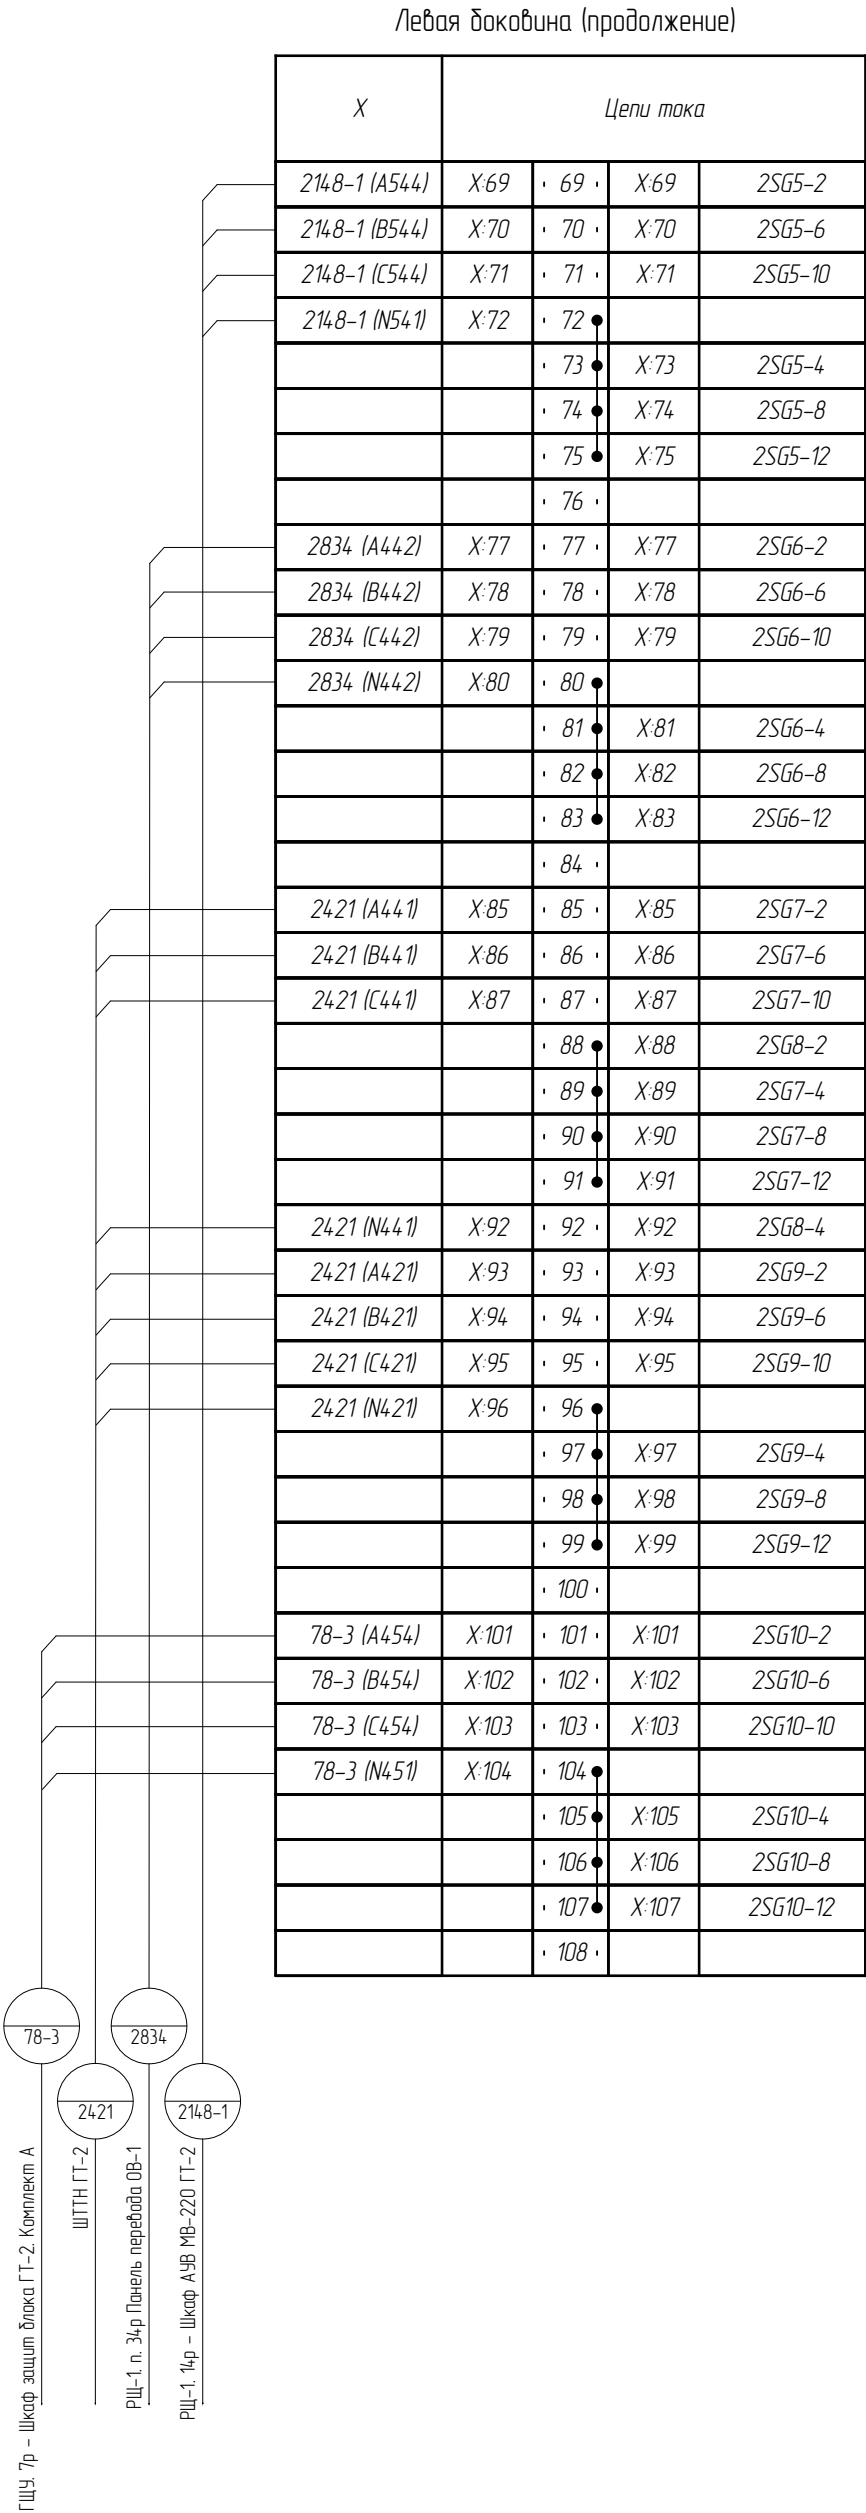 Левая боковина (продолжение)
X Цепи тока
2148-1 (A544) X:69 69 X:69 2SG5-2
2148-1 (B544) X:70 70 X:70 2SG5-6
2148-1 (C544) X:71 71 X:71 2SG5-10
2148-1 (N541) X:72 72
73 X:73 2SG5-4
74 X:74 2SG5-8
75 X:75 2SG5-12
76
2834 (A442) X:77 77 X:77 2SG6-2
2834 (B442) X:78 78 X:78 2SG6-6
2834 (C442) X:79 79 X:79 2SG6-10
2834 (N442) X:80 80
81 X:81 2SG6-4
82 X:82 2SG6-8
83 X:83 2SG6-12
84
2421 (A441) X:85 85 X:85 2SG7-2
2421 (B441) X:86 86 X:86 2SG7-6
2421 (C441) X:87 87 X:87 2SG7-10
88 X:88 2SG8-2
89 X:89 2SG7-4
90 X:90 2SG7-8
91 X:91 2SG7-12
2421 (N441) X:92 92 X:92 2SG8-4
2421 (A421) X:93 93 X:93 2SG9-2
2421 (B421) X:94 94 X:94 2SG9-6
2421 (C421) X:95 95 X:95 2SG9-10
2421 (N421) X:96 96
97 X:97 2SG9-4
98 X:98 2SG9-8
99 X:99 2SG9-12
100
78-3 (A454) X:101 101 X:101 2SG10-2
78-3 (B454) X:102 102 X:102 2SG10-6
78-3 (C454) X:103 103 X:103 2SG10-10
78-3 (N451) X:104 104
105 X:105 2SG10-4
106 X:106 2SG10-8
107 X:107 2SG10-12
108
78-3
2834
2421
2148-1
ГЩУ. 7р - Шкаф защит блока ГТ-2. Комплект А
ШТТН ГТ-2
РЩ-1. п. 34р Панель перевода ОВ-1
РЩ-1. 14р - Шкаф АУВ МВ-220 ГТ-2